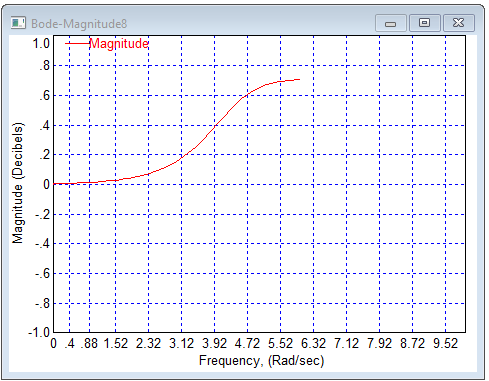 Bode-Magnitude8
1.0
Magnitude
.8
.6
.4
.2
0
-.2
-.4
-.6
-.8
-1.0
Magnitude (Decibels)
0 .4 .88 1.52 2.32 3.12 3.92 4.72 5.52 6.32 7.12 7.92 8.72 9.52
Frequency, (Rad/sec)